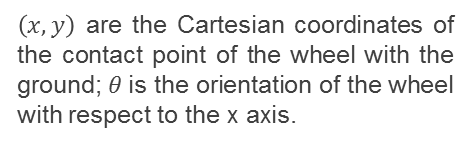 (x, y) are the Cartesian coordinates of
the contact point of the wheel with the
ground; θ is the orientation of the wheel
with respect to the x axis.